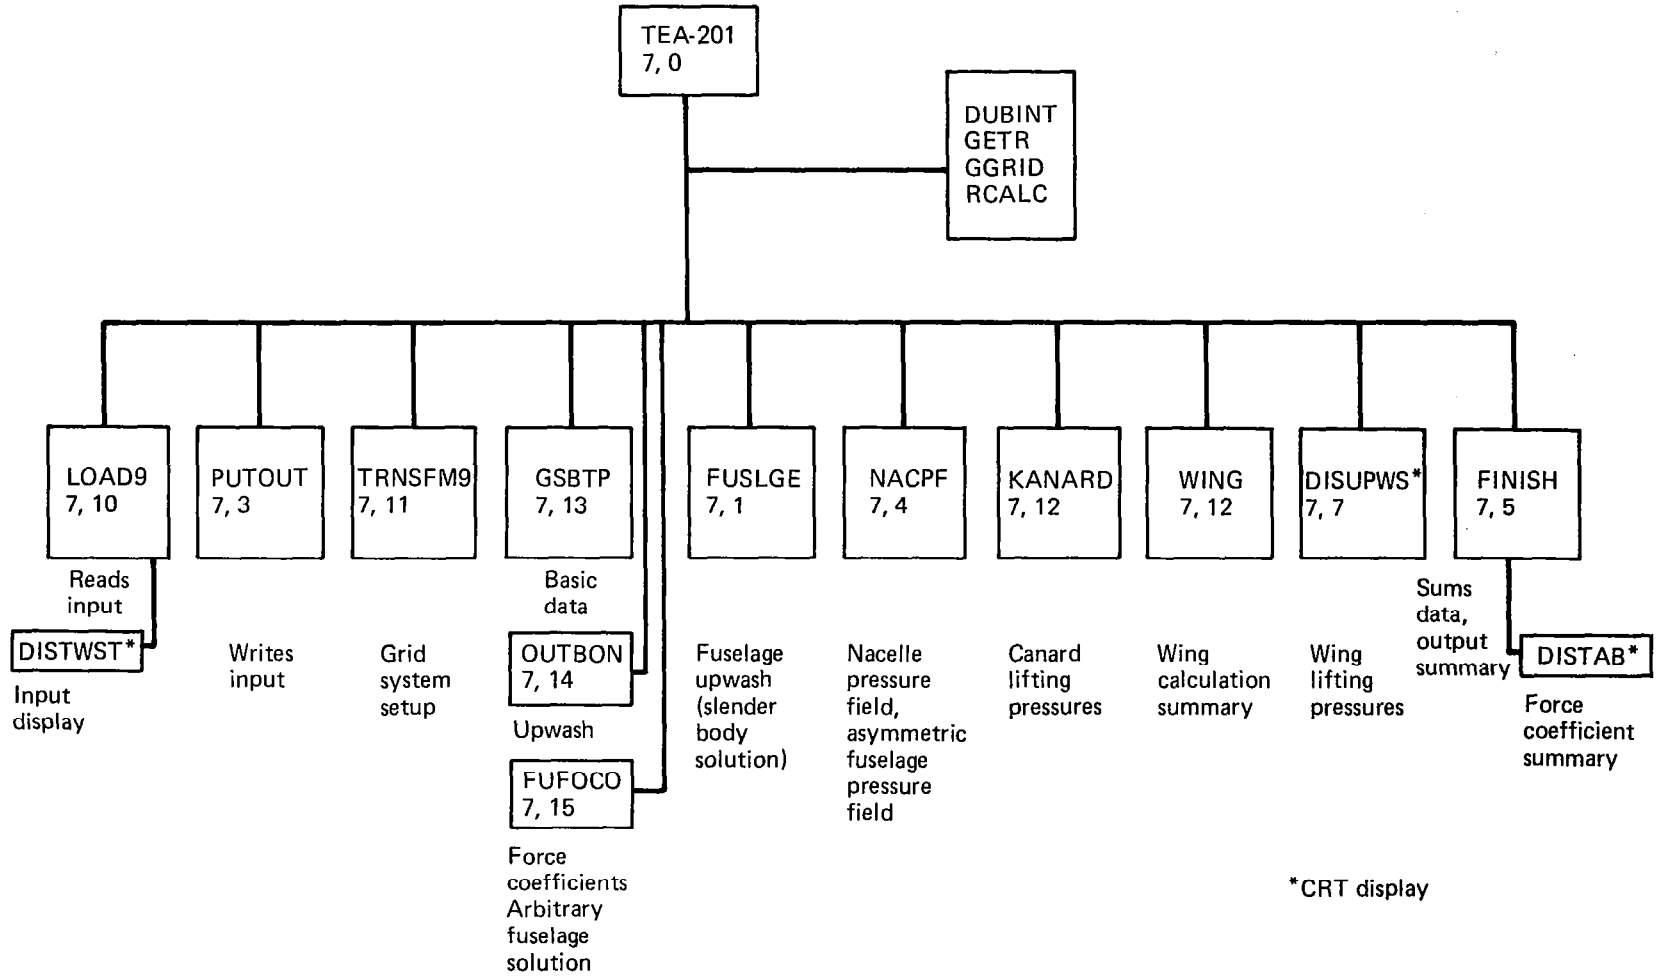 TEA-201
7, 0
DUBINT
GETR
GGRID
RCALC
LOAD9
7, 10
PUTOUT
7, 3
TRNSFM9
7, 11
GSBTP
7, 13
FUSLGE
7, 1
NACPF
7, 4
KANARD
7, 12
WING
7, 12
DISUPWS*
7, 7
FINISH
7, 5
Reads
input
DISTWST*
Input
display
Writes
input
Grid
system
setup
Basic
data
OUTBON
7, 14
Upwash
FUFOCO
7, 15
Force
coefficients
Arbitrary
fuselage
solution
Fuselage
upwash
(slender
body
solution)
Nacelle
pressure
field,
asymmetric
fuselage
pressure
field
Canard
lifting
pressures
Wing
calculation
summary
Wing
lifting
pressures
Sums
data,
output
summary
DISTAB*
Force
coefficient
summary
*CRT display